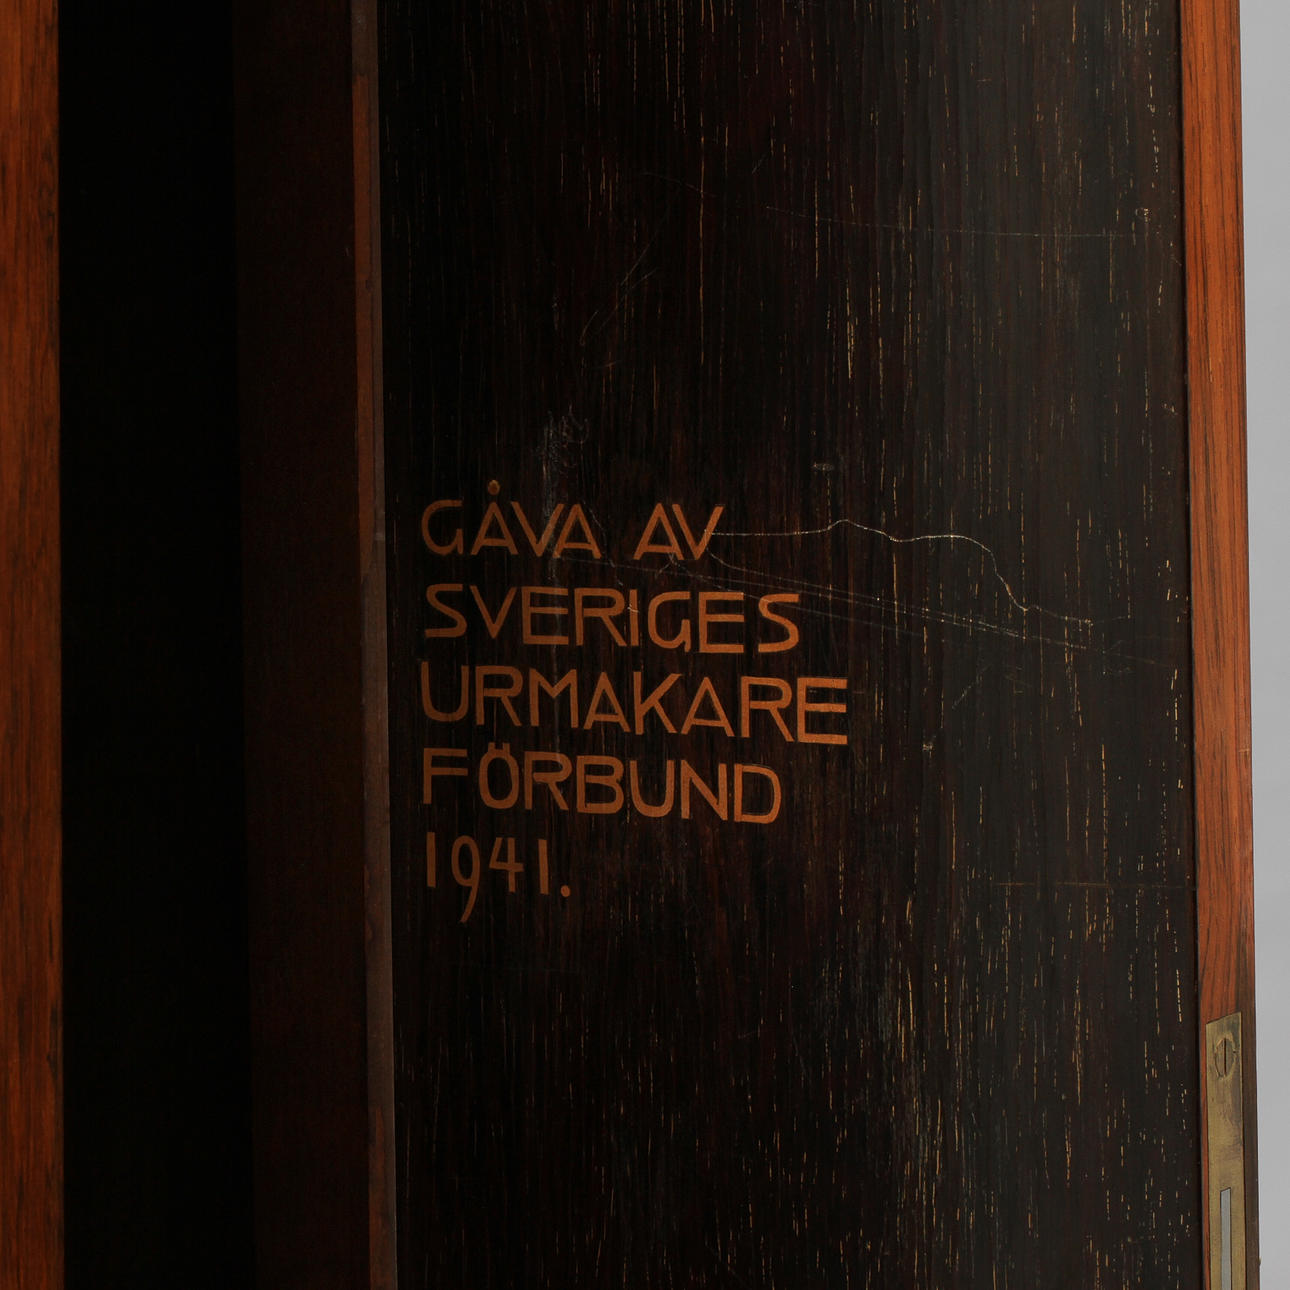 GÅVA AV
SVERIGES
URMAKARE
FÖRBUND
1941.